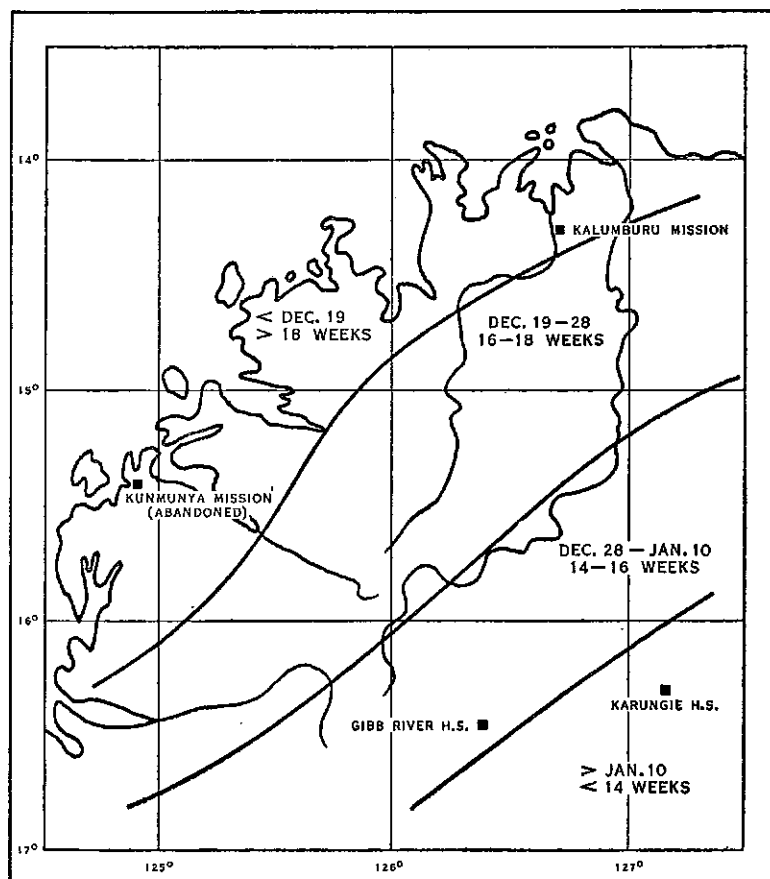 14°
KALUMBURU MISSION
< DEC. 19
> 18 WEEKS
DEC. 19–28
16–18 WEEKS
15°
KUNMUNYA MISSION
(ABANDONED)
DEC. 28 — JAN. 10
14–16 WEEKS
16°
KARUNGIE H.S.
GIBB RIVER H.S.
> JAN. 10
< 14 WEEKS
17°
125°
126°
127°